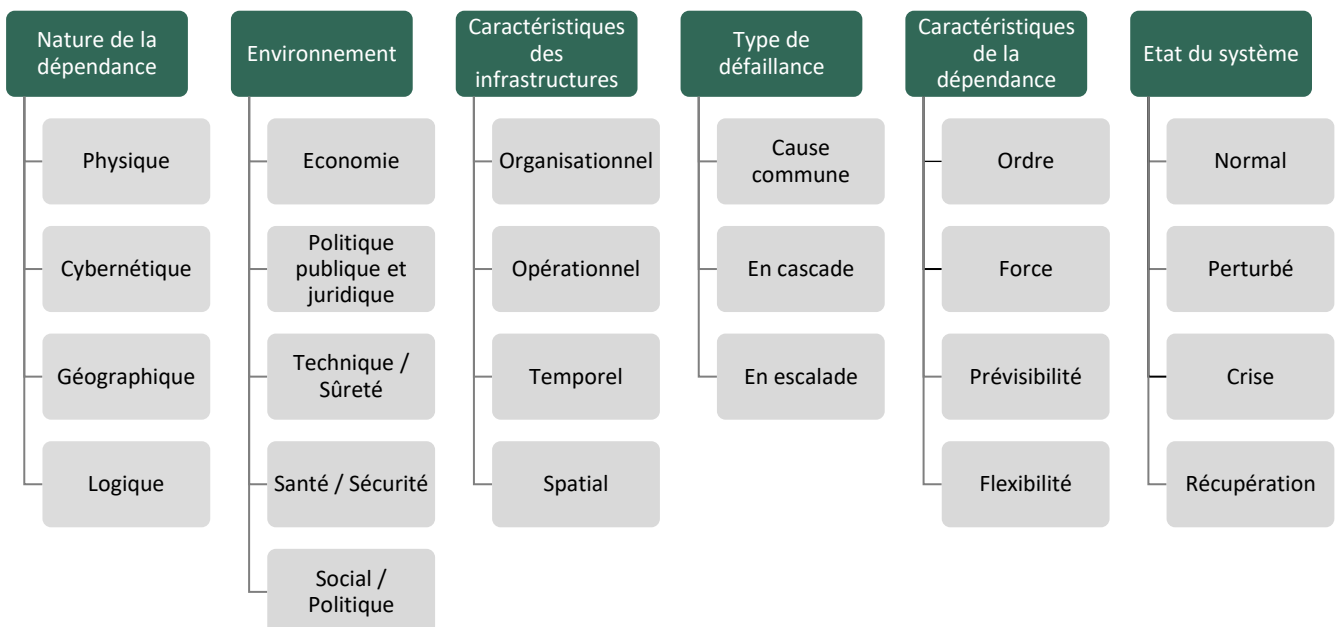 Nature de la
dépendance
Physique
Cybernétique
Géographique
Logique
Environnement
Economie
Politique
publique et
juridique
Technique /
Sûreté
Santé / Sécurité
Social /
Politique
Caractéristiques
des
infrastructures
Organisationnel
Opérationnel
Temporel
Spatial
Type de
défaillance
Cause
commune
En cascade
En escalade
Caractéristiques
de la
dépendance
Ordre
Force
Prévisibilité
Flexibilité
Etat du système
Normal
Perturbé
Crise
Récupération